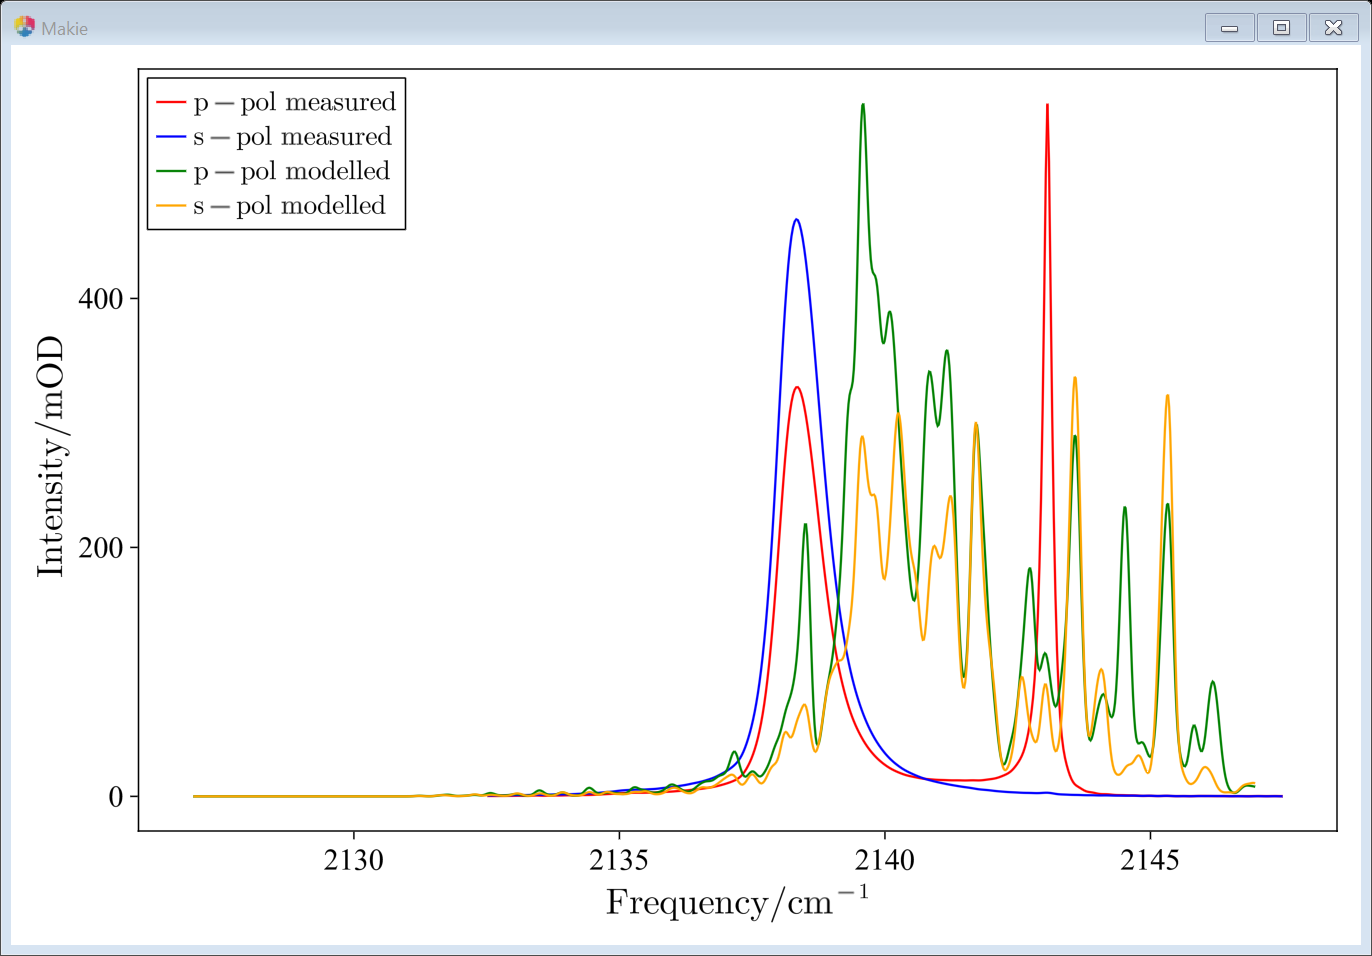 Makie
p − pol measured
s − pol measured
p − pol modelled
s − pol modelled
400
200
0
Intensity/mOD
2130 2135 2140 2145
Frequency/cm⁻¹